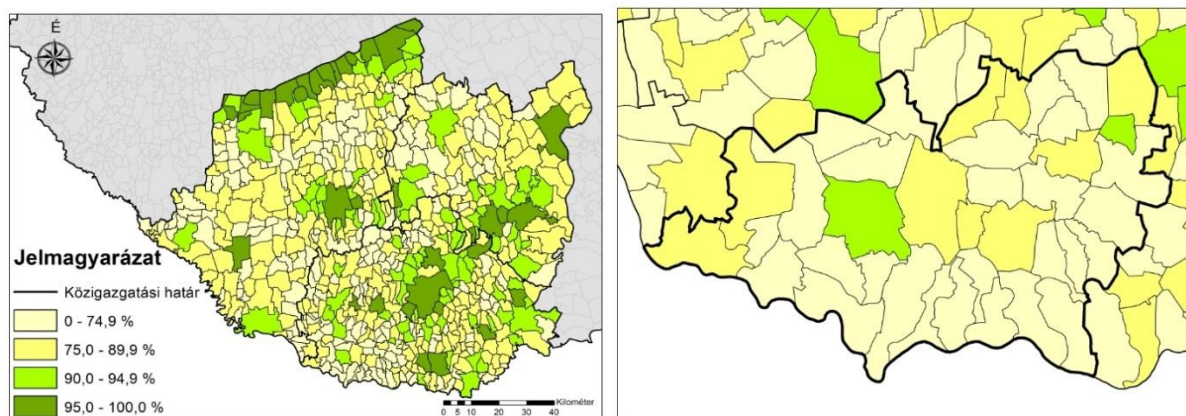 É
Jelmagyarázat
Közigazgatási határ
0 - 74,9 %
75,0 - 89,9 %
90,0 - 94,9 %
95,0 - 100,0 %
Kilométer
0 5 10 20 30 40